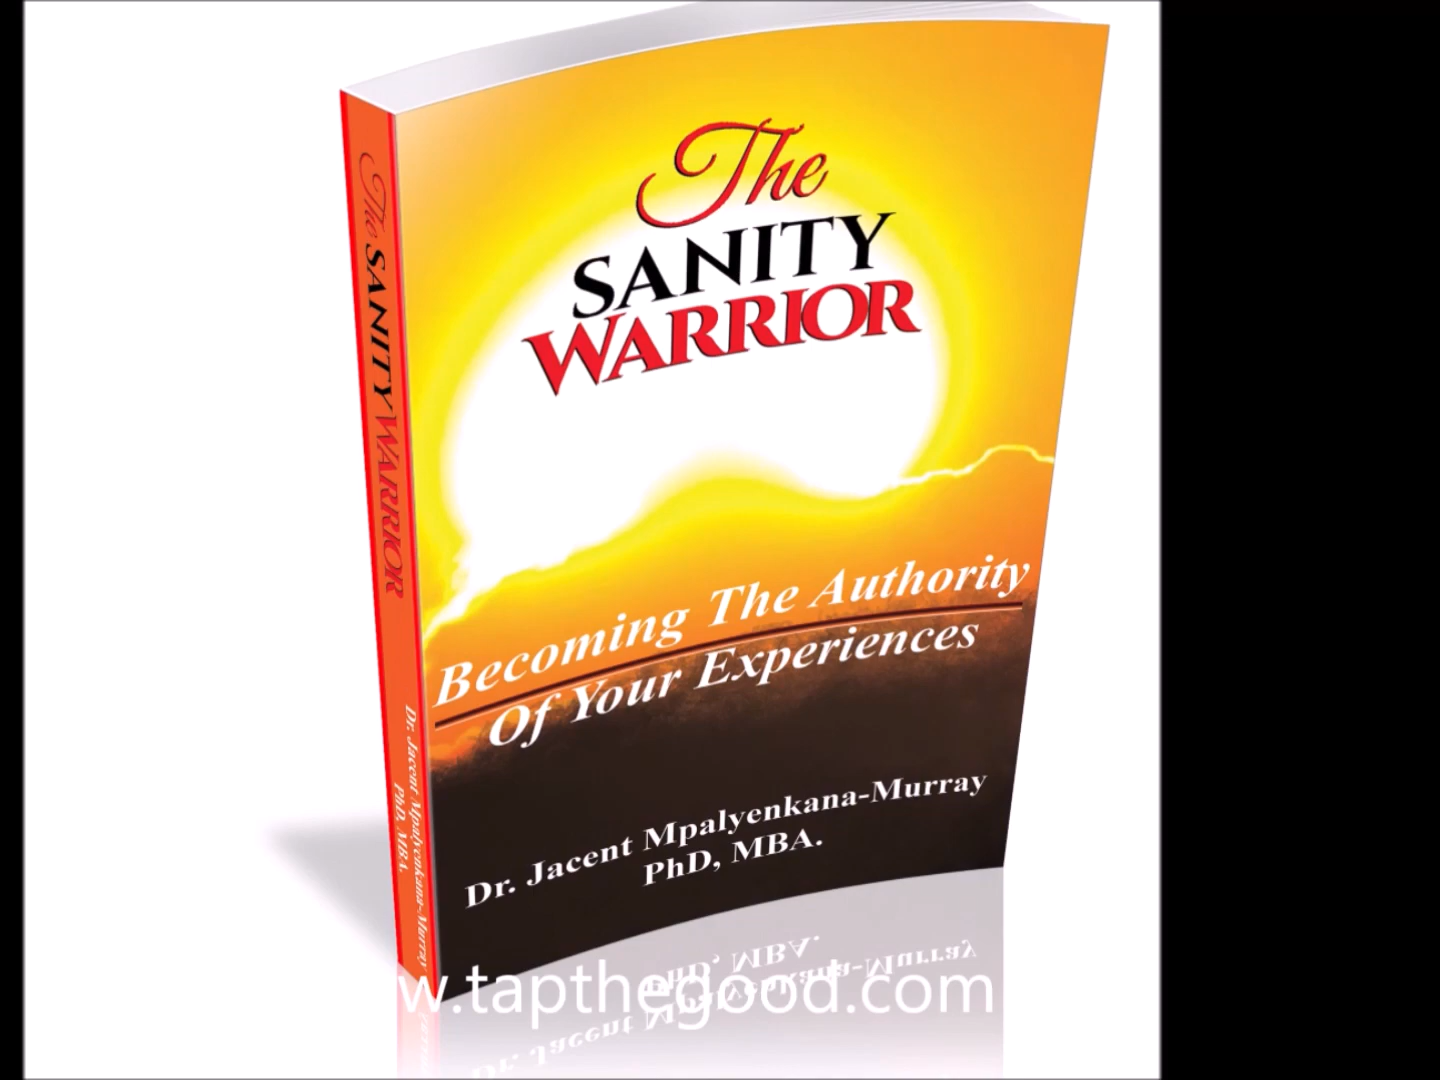 The
SANITY
WARRIOR
Becoming The Authority
Of Your Experiences
Dr. Jacent Mpalyenkana-Murray
PhD, MBA.
The SANITY WARRIOR
Dr. Jacent Mpalyenkana-Murray
PhD, MBA.
w.tapthegood.com